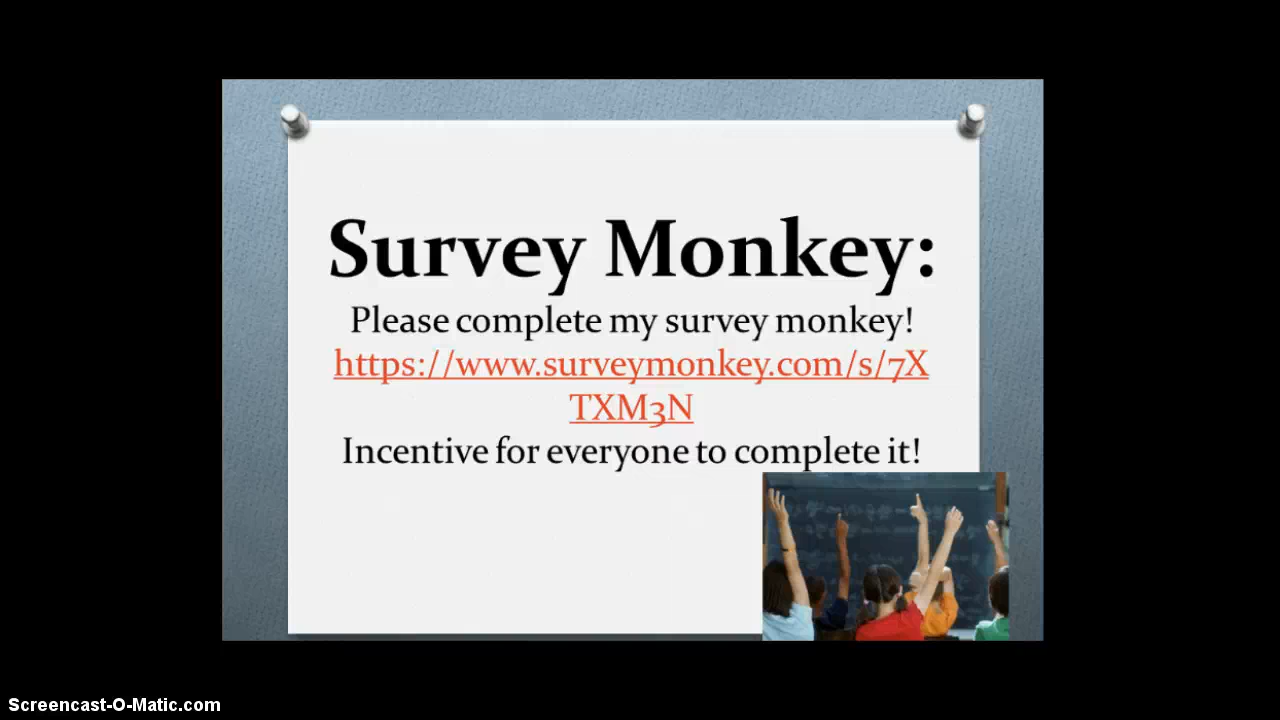 Survey Monkey:
Please complete my survey monkey!
https://www.surveymonkey.com/s/7X
TXM3N
Incentive for everyone to complete it!
Screencast-O-Matic.com